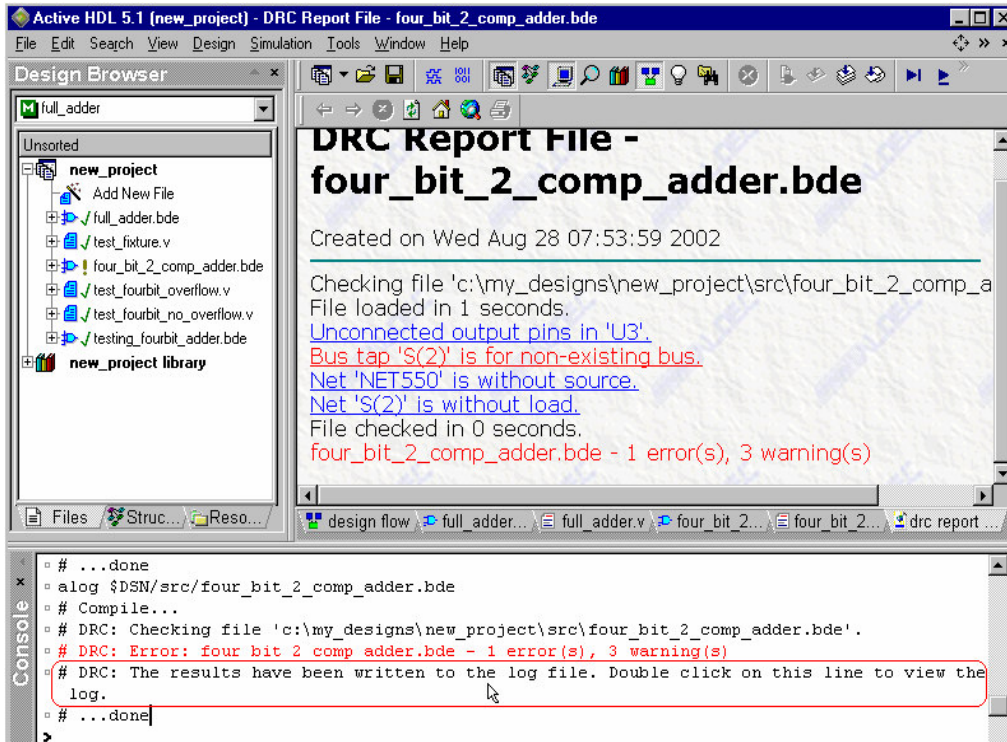 Active HDL 5.1 (new_project) - DRC Report File - four_bit_2_comp_adder.bde
File Edit Search View Design Simulation Tools Window Help
Design Browser
full_adder
Unsorted
new_project
Add New File
full_adder.bde
test_fixture.v
four_bit_2_comp_adder.bde
test_fourbit_overflow.v
test_fourbit_no_overflow.v
testing_fourbit_adder.bde
new_project library
Files Struc... Reso...
DRC Report File -
four_bit_2_comp_adder.bde
Created on Wed Aug 28 07:53:59 2002
Checking file 'c:\my_designs\new_project\src\four_bit_2_comp_a
File loaded in 1 seconds.
Unconnected output pins in 'U3'.
Bus tap 'S(2)' is for non-existing bus.
Net 'NET550' is without source.
Net 'S(2)' is without load.
File checked in 0 seconds.
four_bit_2_comp_adder.bde - 1 error(s), 3 warning(s)
design flow full_adder... full_adder.v four_bit_2... four_bit_2... drc report ...
Console
# ...done
alog $DSN/src/four_bit_2_comp_adder.bde
# Compile...
# DRC: Checking file 'c:\my_designs\new_project\src\four_bit_2_comp_adder.bde'.
# DRC: Error: four_bit_2_comp_adder.bde - 1 error(s), 3 warning(s)
# DRC: The results have been written to the log file. Double click on this line to view the
log.
# ...done
>